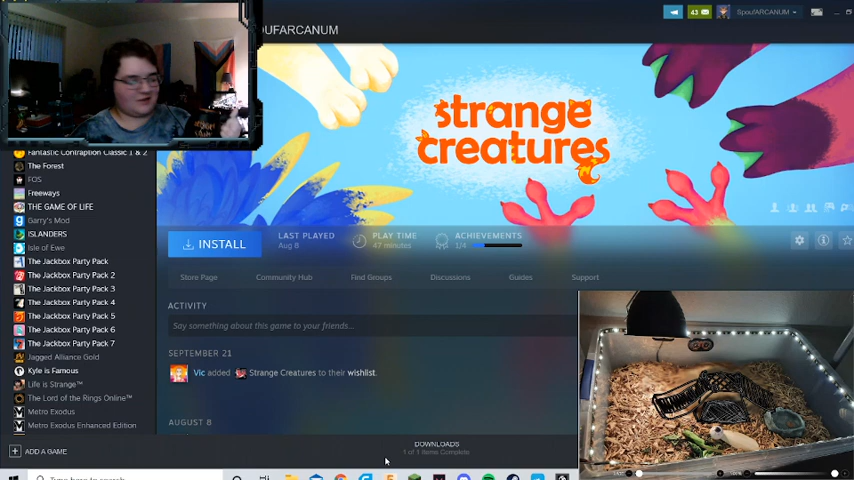 43
SpoufARCANUM
OUFARCANUM
strange
creatures
Fantastic Contraption Classic 1 & 2
The Forest
FOS
Freeways
THE GAME OF LIFE
Garry's Mod
ISLANDERS
Isle of Ewe
The Jackbox Party Pack
The Jackbox Party Pack 2
The Jackbox Party Pack 3
The Jackbox Party Pack 4
The Jackbox Party Pack 5
The Jackbox Party Pack 6
The Jackbox Party Pack 7
Jagged Alliance Gold
Kyle is Famous
Life is Strange™
The Lord of the Rings Online™
Metro Exodus
Metro Exodus Enhanced Edition
INSTALL
LAST PLAYED
Aug 8
PLAY TIME
47 minutes
ACHIEVEMENTS
1/4
Store Page
Community Hub
Find Groups
Discussions
Guides
Support
ACTIVITY
Say something about this game to your friends...
SEPTEMBER 21
Vic added Strange Creatures to their wishlist.
AUGUST 8
ADD A GAME
DOWNLOADS
1 of 1 Items Complete
Type here to search